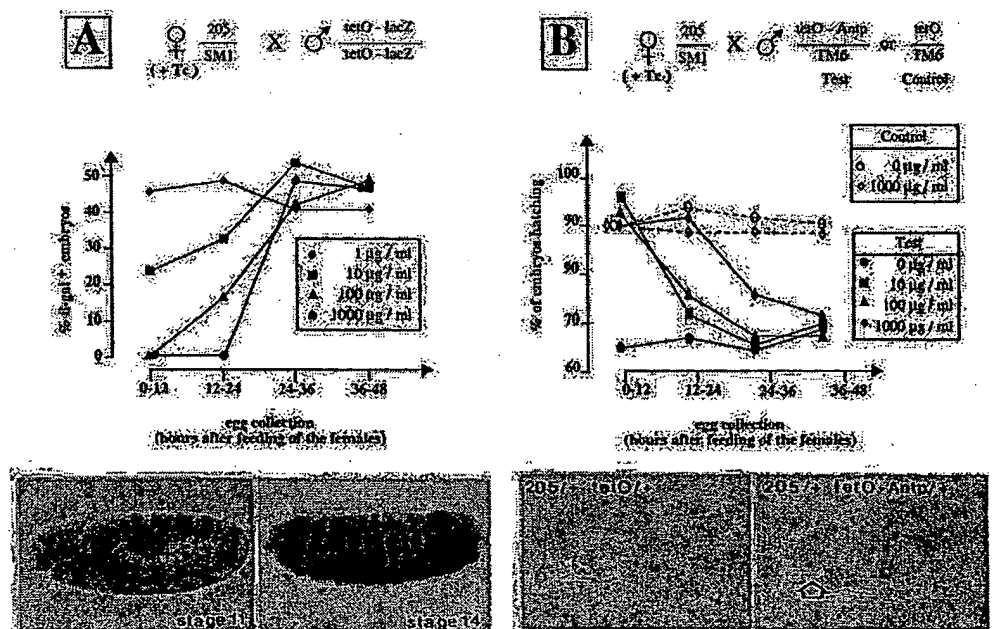 A
♀ 205 / SM1 X ♂ tetO - lacZ / tetO - lacZ
(+ Tc)
% β-gal + embryos
50
40
30
20
10
0
1 µg / ml
10 µg / ml
100 µg / ml
1000 µg / ml
0-12 12-24 24-36 36-48
egg collection
(hours after feeding of the females)
stage 11
stage 14
B
♀ 205 / SM1 X ♂ tetO - Antp / TM6 or tetO / TM6
(+ Tc)
Test Control
% of embryos hatching
100
90
80
70
60
Control
0 µg / ml
1000 µg / ml
Test
0 µg / ml
10 µg / ml
100 µg / ml
1000 µg / ml
0-12 12-24 24-36 36-48
egg collection
(hours after feeding of the females)
205/+ tetO/+
205/+ tetO-Antp/+